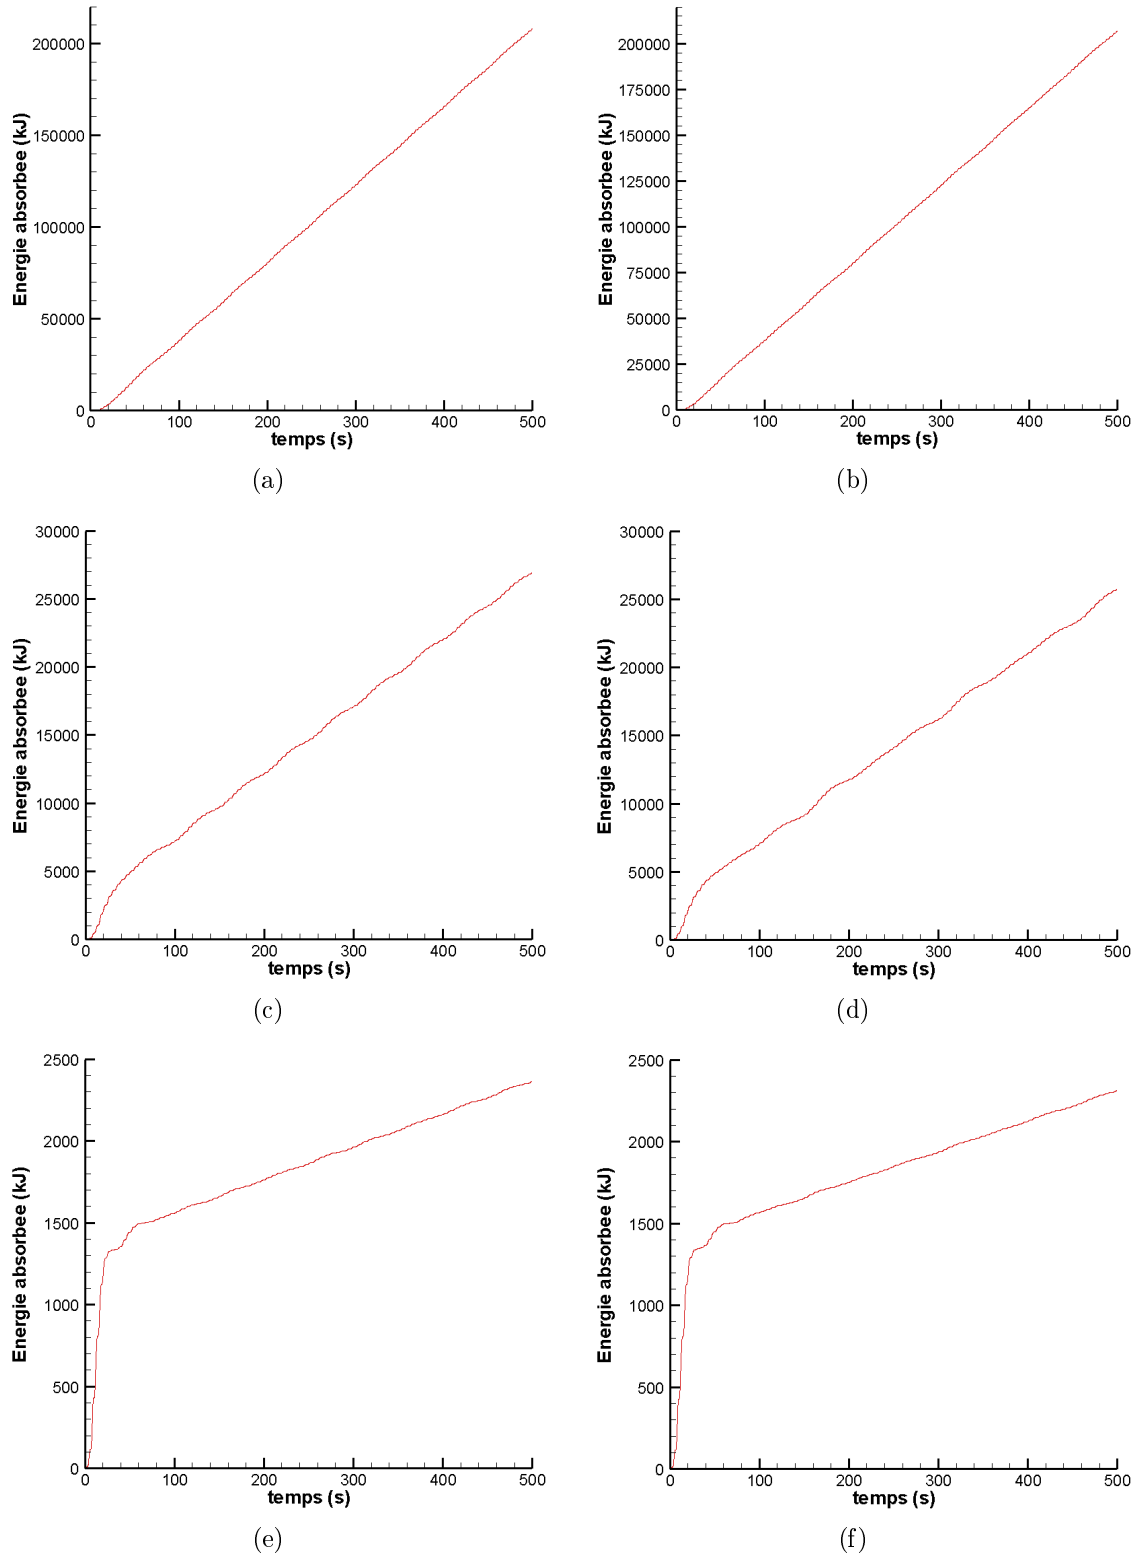 200000
150000
100000
50000
0
Energie absorbee (kJ)
0 100 200 300 400 500
temps (s)
(a)
200000
175000
150000
125000
100000
75000
50000
25000
0
Energie absorbee (kJ)
0 100 200 300 400 500
temps (s)
(b)
30000
25000
20000
15000
10000
5000
0
Energie absorbee (kJ)
0 100 200 300 400 500
temps (s)
(c)
30000
25000
20000
15000
10000
5000
0
Energie absorbee (kJ)
0 100 200 300 400 500
temps (s)
(d)
2500
2000
1500
1000
500
0
Energie absorbee (kJ)
0 100 200 300 400 500
temps (s)
(e)
2500
2000
1500
1000
500
0
Energie absorbee (kJ)
0 100 200 300 400 500
temps (s)
(f)